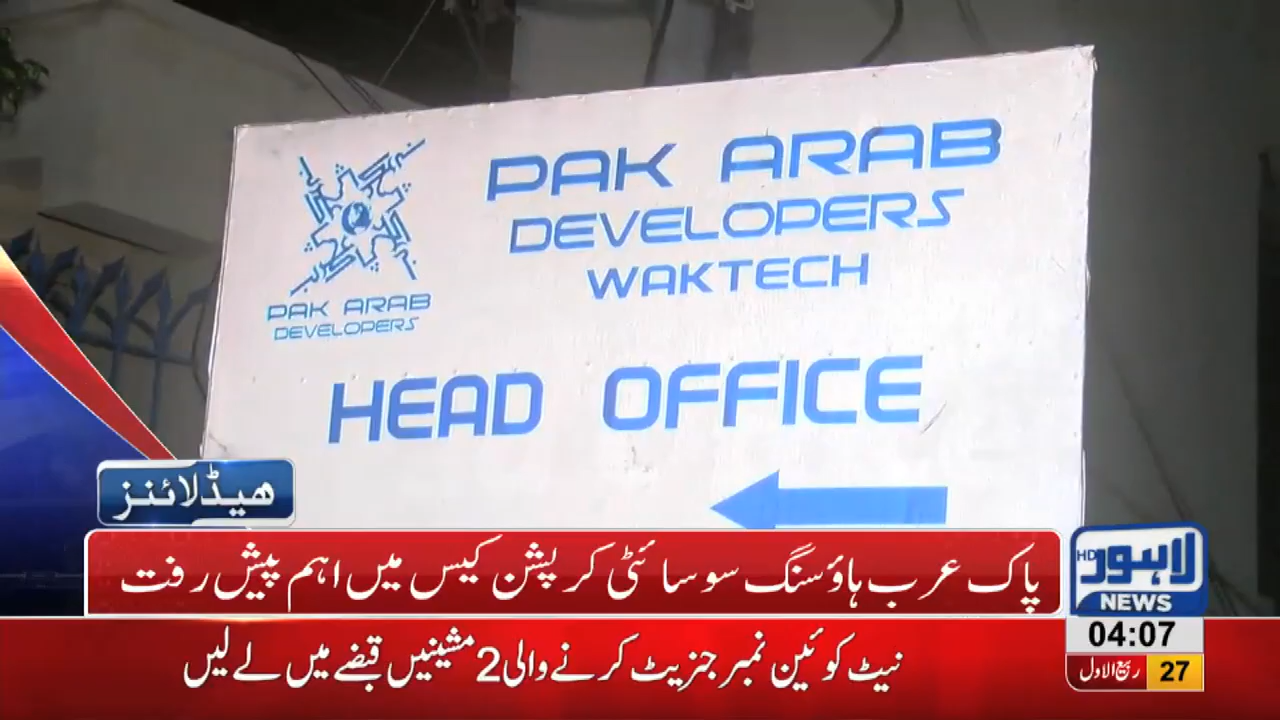 PAK ARAB
DEVELOPERS
WAKTECH
PAK ARAB
DEVELOPERS
HEAD OFFICE
ھیڈلائنز
پاک عرب ہاؤسنگ سوسائٹی کرپشن کیس میں اہم پیش رفت
نیٹ کوئین نمبر جنریٹ کرنے والی 2 مشینیں قبضے میں لے لیں
HD
لاہور
NEWS
04:07
27 ربیع الاول